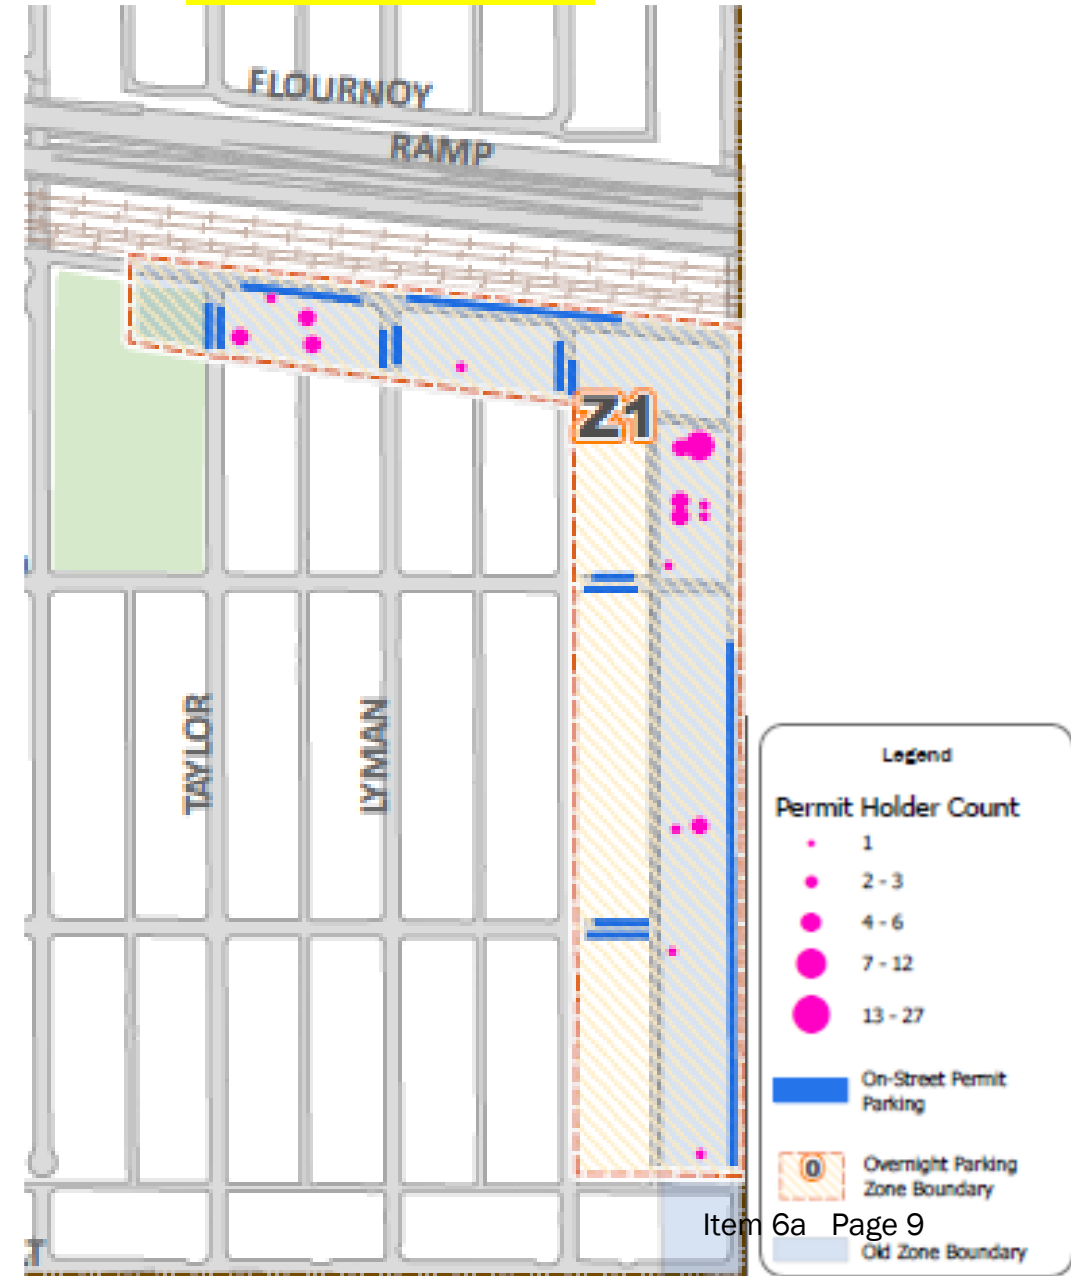 FLOURNOY
RAMP
Z1
TAYLOR
LYMAN
Legend
Permit Holder Count
1
2 - 3
4 - 6
7 - 12
13 - 27
On-Street Permit
Parking
0
Overnight Parking
Zone Boundary
Item 6a Page 9
Old Zone Boundary
T